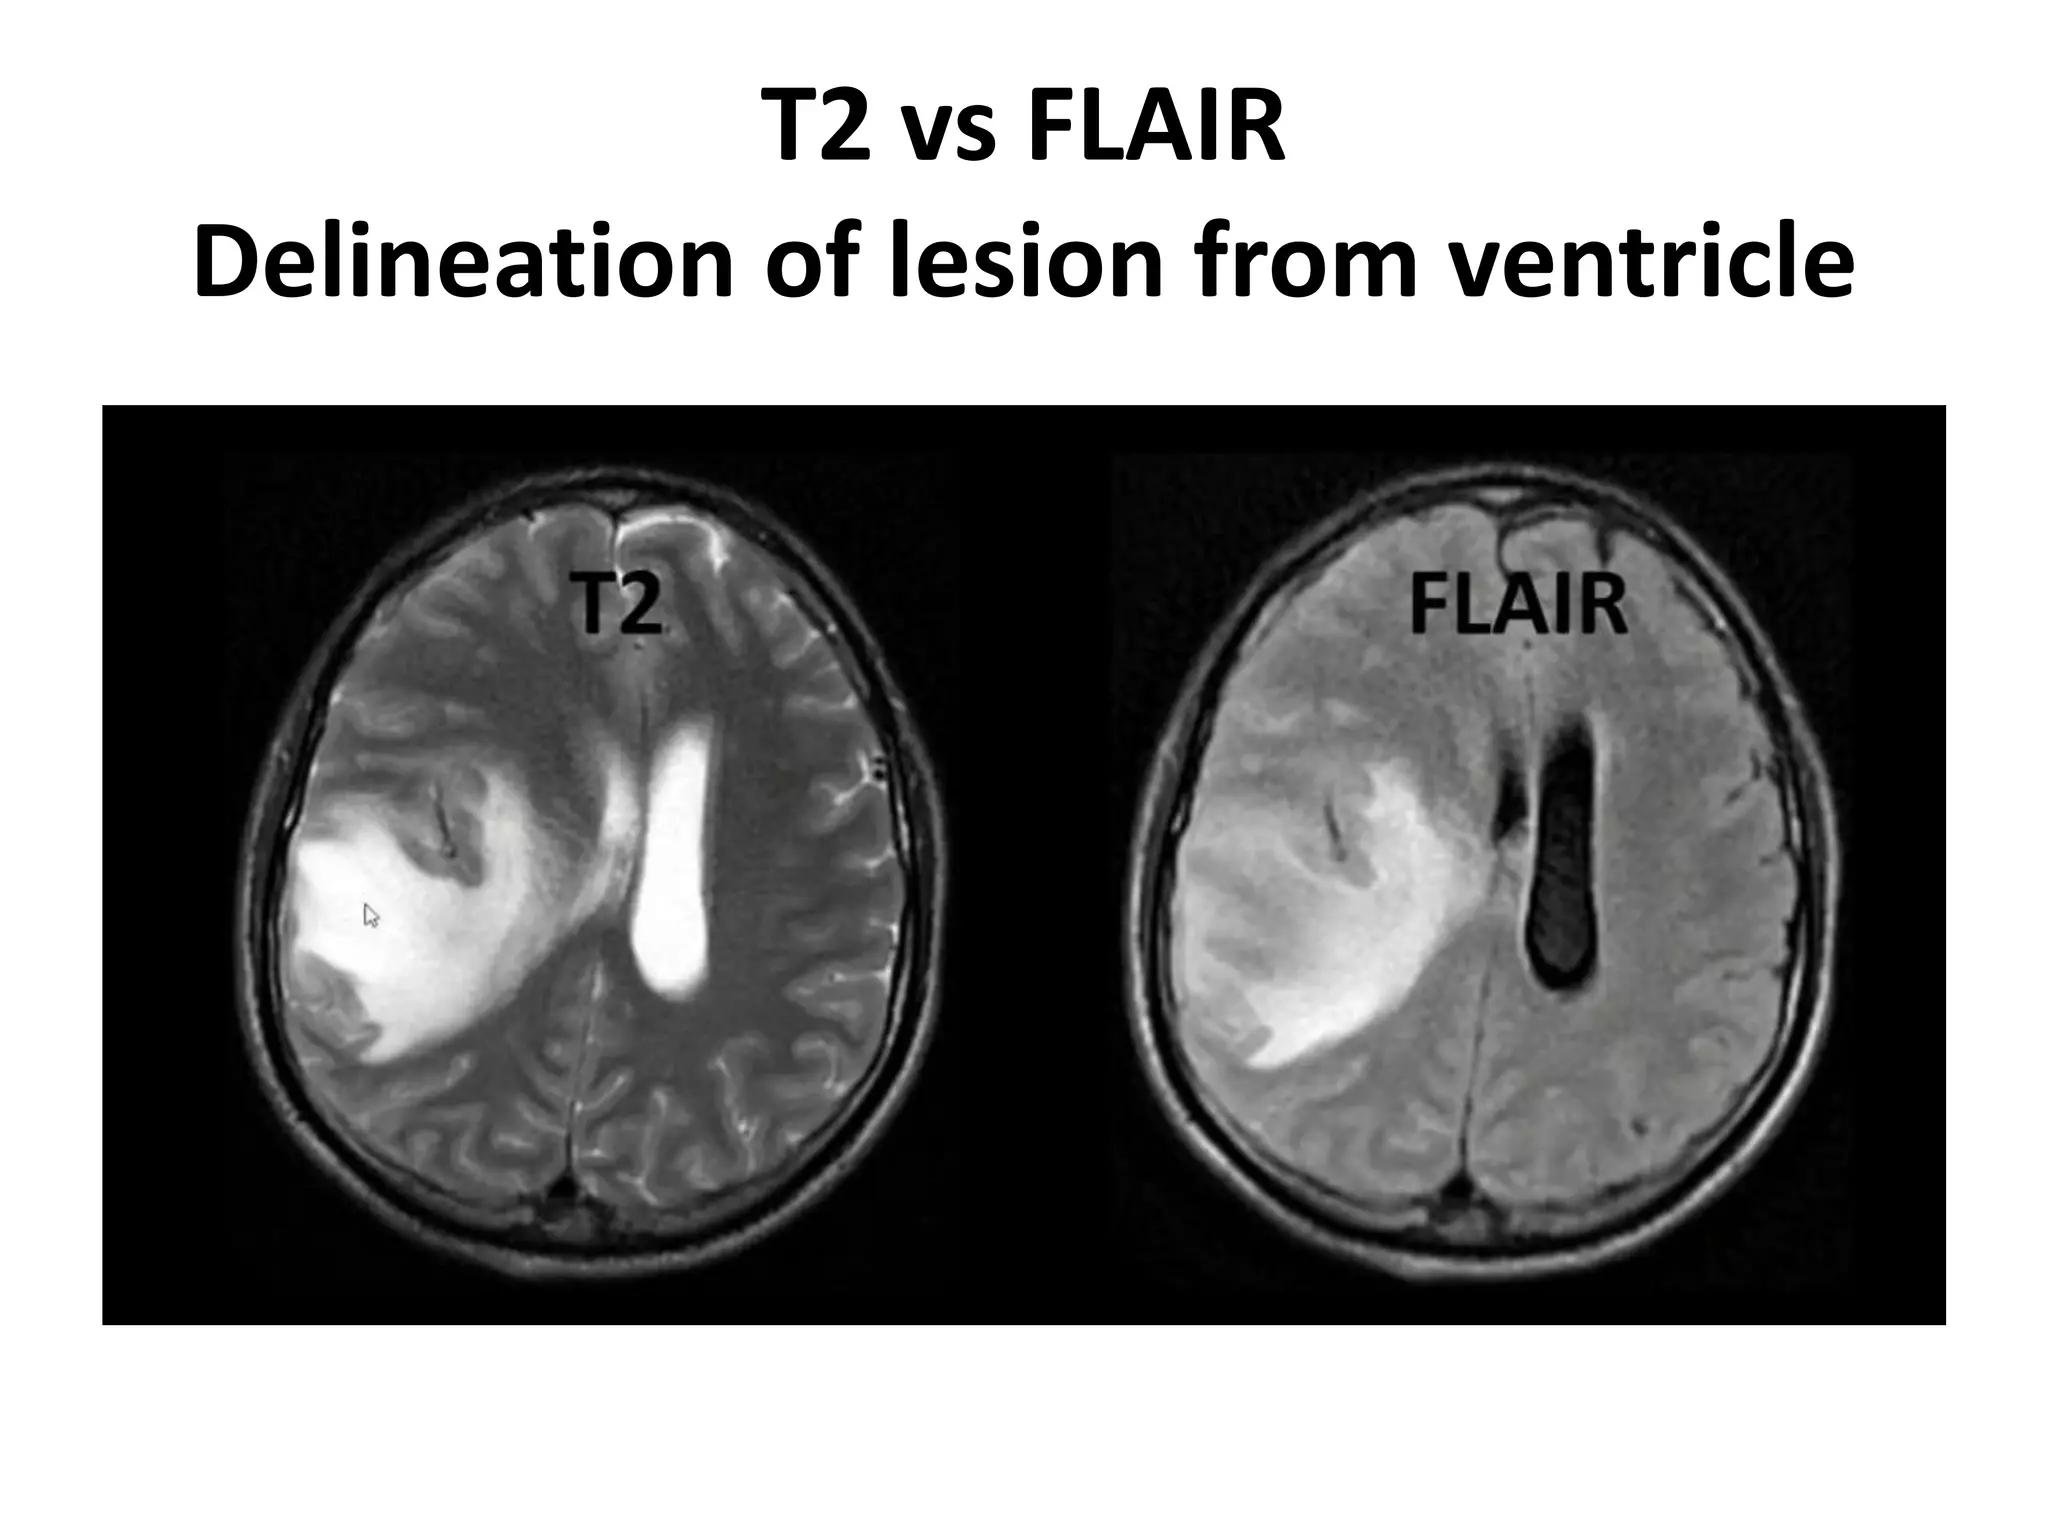 T2 vs FLAIR
Delineation of lesion from ventricle
T2
FLAIR